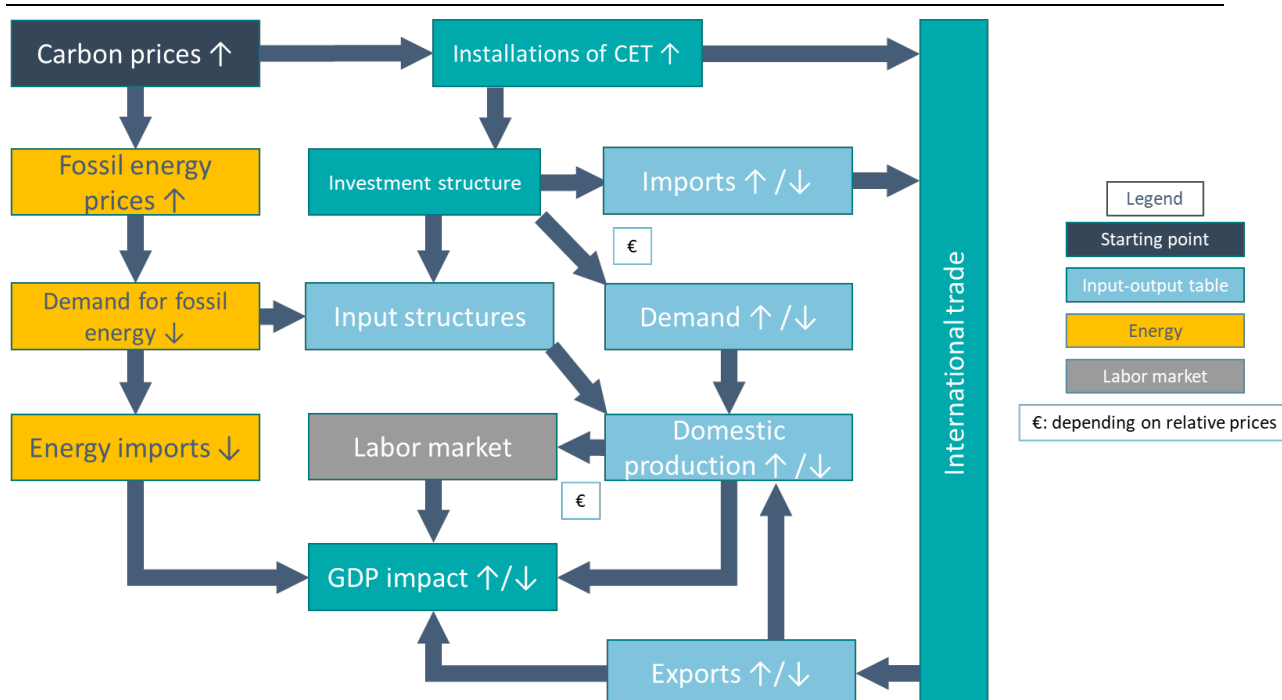 Carbon prices ↑
Installations of CET ↑
Fossil energy
prices ↑
Investment structure
Imports ↑ /↓
€
Demand for fossil
energy ↓
Input structures
Demand ↑ /↓
Energy imports ↓
Labor market
Domestic
production ↑ /↓
€
GDP impact ↑/↓
Exports ↑/↓
International trade
Legend
Starting point
Input-output table
Energy
Labor market
€: depending on relative prices